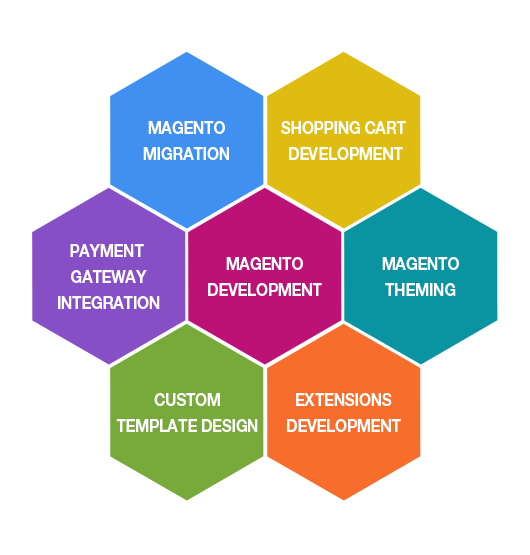 MAGENTO
MIGRATION
SHOPPING CART
DEVELOPMENT
PAYMENT
GATEWAY
INTEGRATION
MAGENTO
DEVELOPMENT
MAGENTO
THEMING
CUSTOM
TEMPLATE DESIGN
EXTENSIONS
DEVELOPMENT